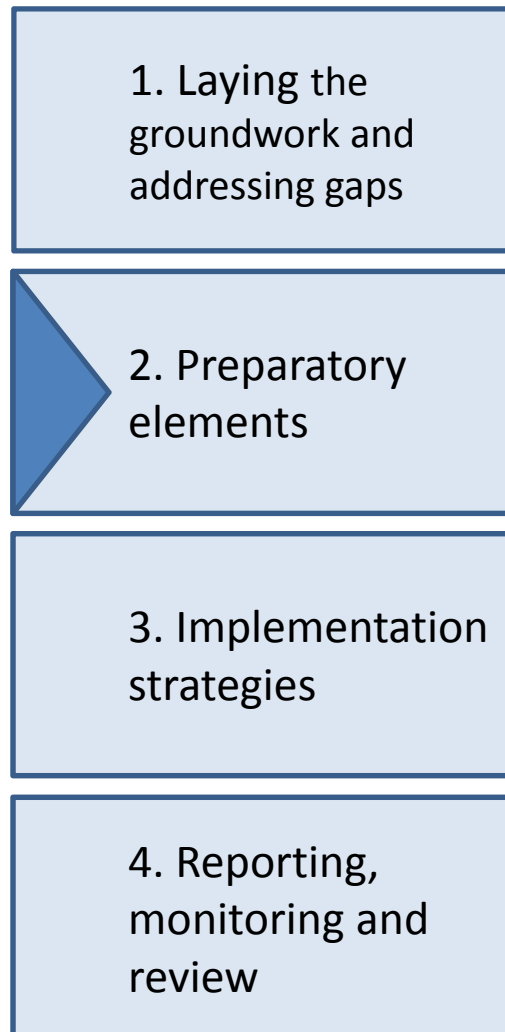 1. Laying the
groundwork and
addressing gaps
2. Preparatory
elements
3. Implementation
strategies
4. Reporting,
monitoring and
review